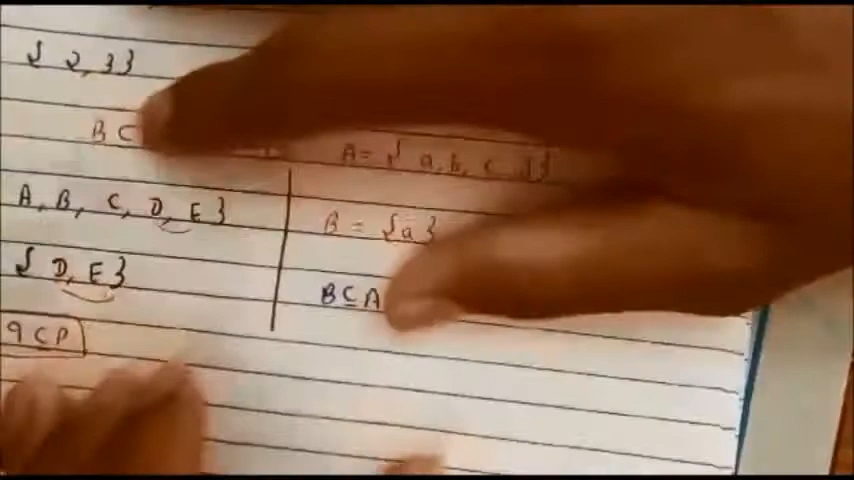 { 2, 3 }
B C
A, B, C, D, E }
{ D, E }
q ⊂ p
A = { a, b, c, d }
B = { a }
B ⊆ A